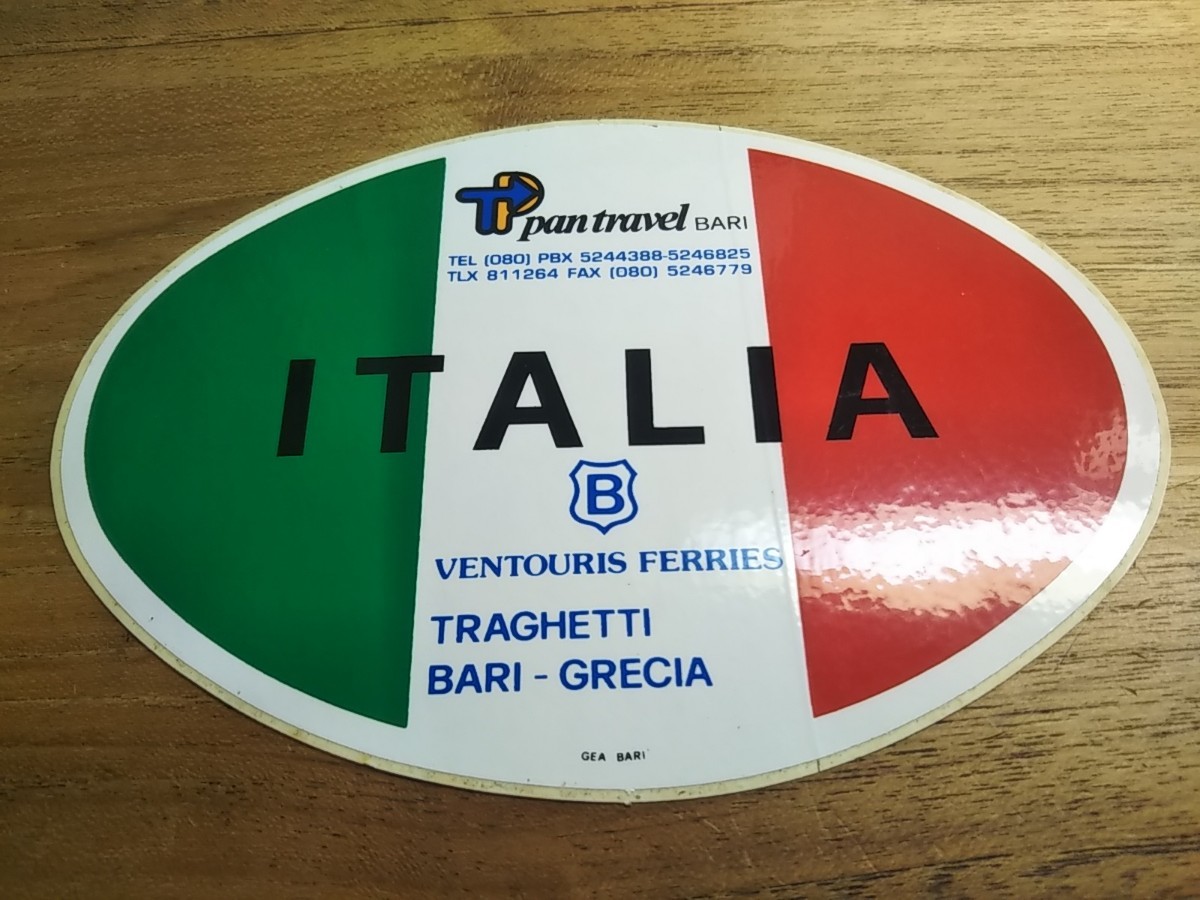 pan travel BARI
TEL (080) PBX 5244388-5246825
TLX 811264 FAX (080) 5246779
ITALIA
B
VENTOURIS FERRIES
TRAGHETTI
BARI - GRECIA
GEA BARI